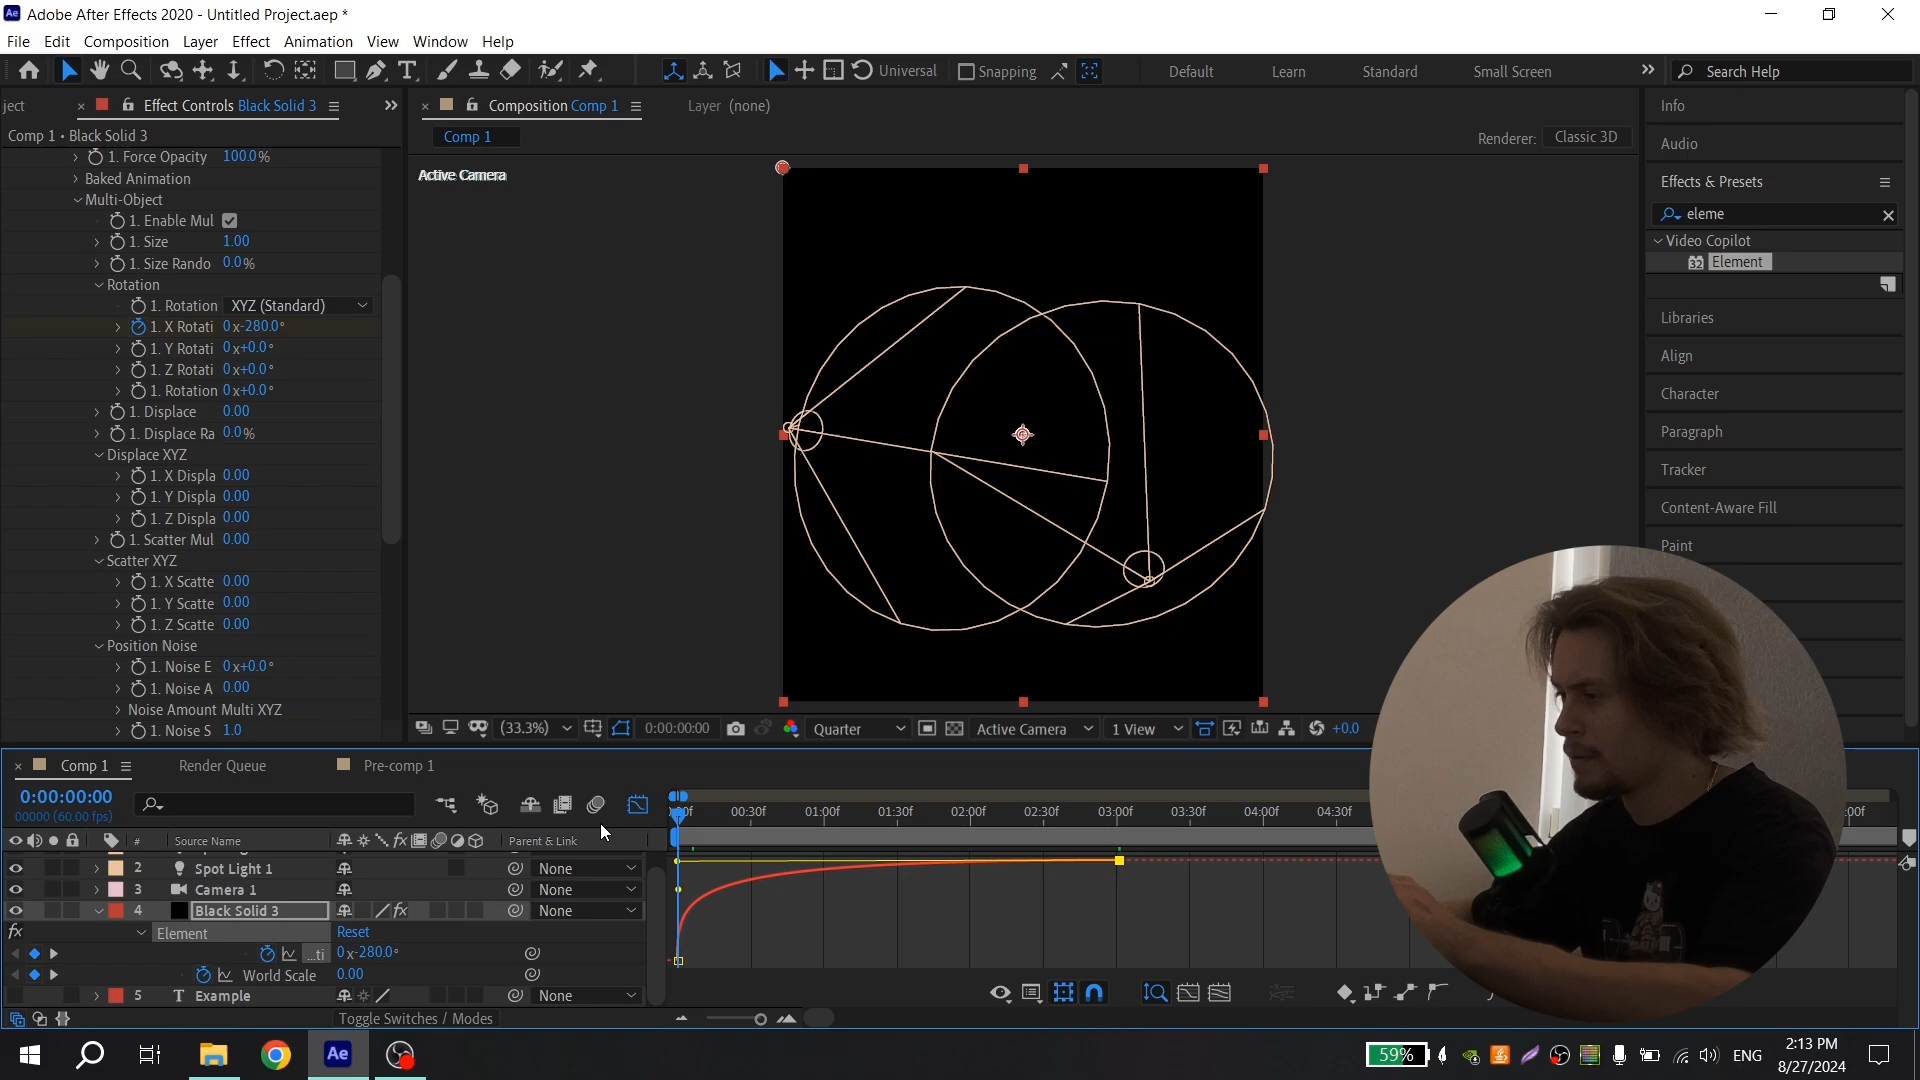 Adobe After Effects 2020 - Untitled Project.aep *
File Edit Composition Layer Effect Animation View Window Help
Universal Snapping Default Learn Standard Small Screen Search Help
ject Effect Controls Black Solid 3 Composition Comp 1 Layer (none) Info
Comp 1 • Black Solid 3 Comp 1 Renderer: Classic 3D Audio
1. Force Opacity 100.0%
Active Camera
Baked Animation
Multi-Object
1. Enable Mul
1. Size 1.00
1. Size Rando 0.0%
Rotation
1. Rotation XYZ (Standard)
1. X Rotati 0x-280.0°
1. Y Rotati 0x+0.0°
1. Z Rotati 0x+0.0°
1. Rotation 0x+0.0°
1. Displace 0.00
1. Displace Ra 0.0%
Displace XYZ
1. X Displa 0.00
1. Y Displa 0.00
1. Z Displa 0.00
1. Scatter Mul 0.00
Scatter XYZ
1. X Scatte 0.00
1. Y Scatte 0.00
1. Z Scatte 0.00
Position Noise
1. Noise E 0x+0.0°
1. Noise A 0.00
Noise Amount Multi XYZ
1. Noise S 1.0
Effects & Presets
eleme
Video Copilot
32 Element
Libraries
Align
Character
Paragraph
Tracker
Content-Aware Fill
Paint
(33.3%) 0:00:00:00 Quarter Active Camera 1 View +0.0
Comp 1 Render Queue Pre-comp 1
0:00:00:00
00000 (60.00 fps)
00:30f 01:00f 01:30f 02:00f 02:30f 03:00f 03:30f 04:00f 04:30f
# Source Name Parent & Link
2 Spot Light 1 None
3 Camera 1 None
4 Black Solid 3 fx None
fx Element Reset
...ti 0x-280.0°
World Scale 0.00
5 T Example None
Toggle Switches / Modes
Ae 59% ENG 2:13 PM
8/27/2024